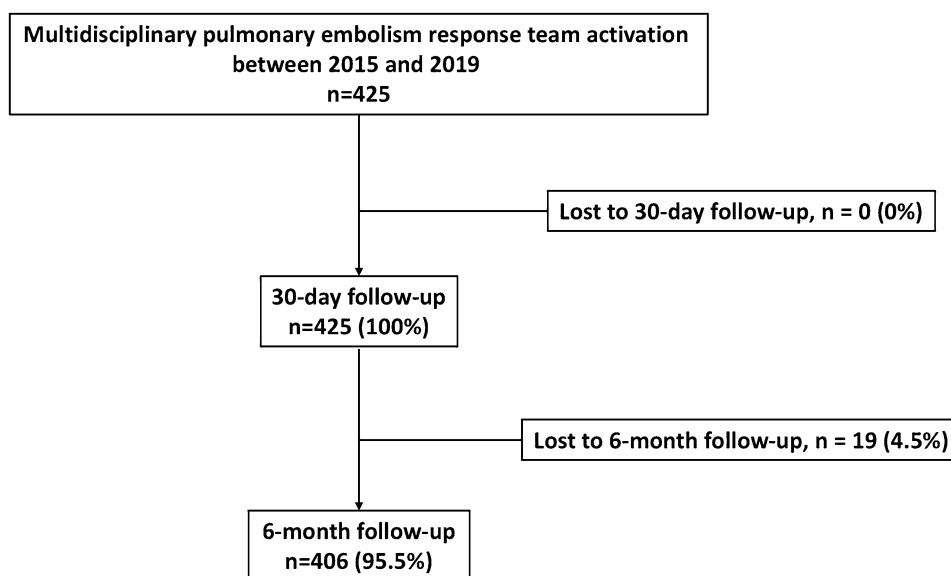 Multidisciplinary pulmonary embolism response team activation
between 2015 and 2019
n=425
Lost to 30-day follow-up, n = 0 (0%)
30-day follow-up
n=425 (100%)
Lost to 6-month follow-up, n = 19 (4.5%)
6-month follow-up
n=406 (95.5%)